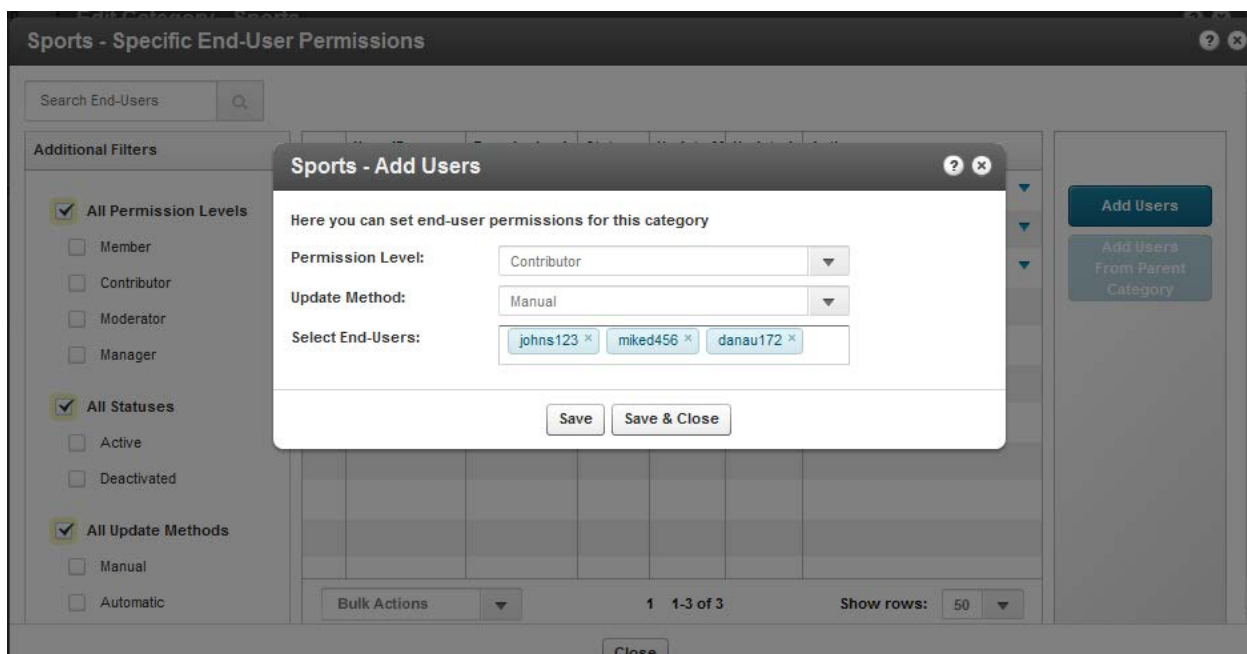 Edit Category - Sports
Sports - Specific End-User Permissions
Search End-Users
Additional Filters
All Permission Levels
Member
Contributor
Moderator
Manager
All Statuses
Active
Deactivated
All Update Methods
Manual
Automatic
Sports - Add Users
Here you can set end-user permissions for this category
Permission Level:
Contributor
Update Method:
Manual
Select End-Users:
johns123 × miked456 × danau172 ×
Save Save & Close
Add Users
Add Users
From Parent
Category
Bulk Actions 1 1-3 of 3 Show rows: 50
Close